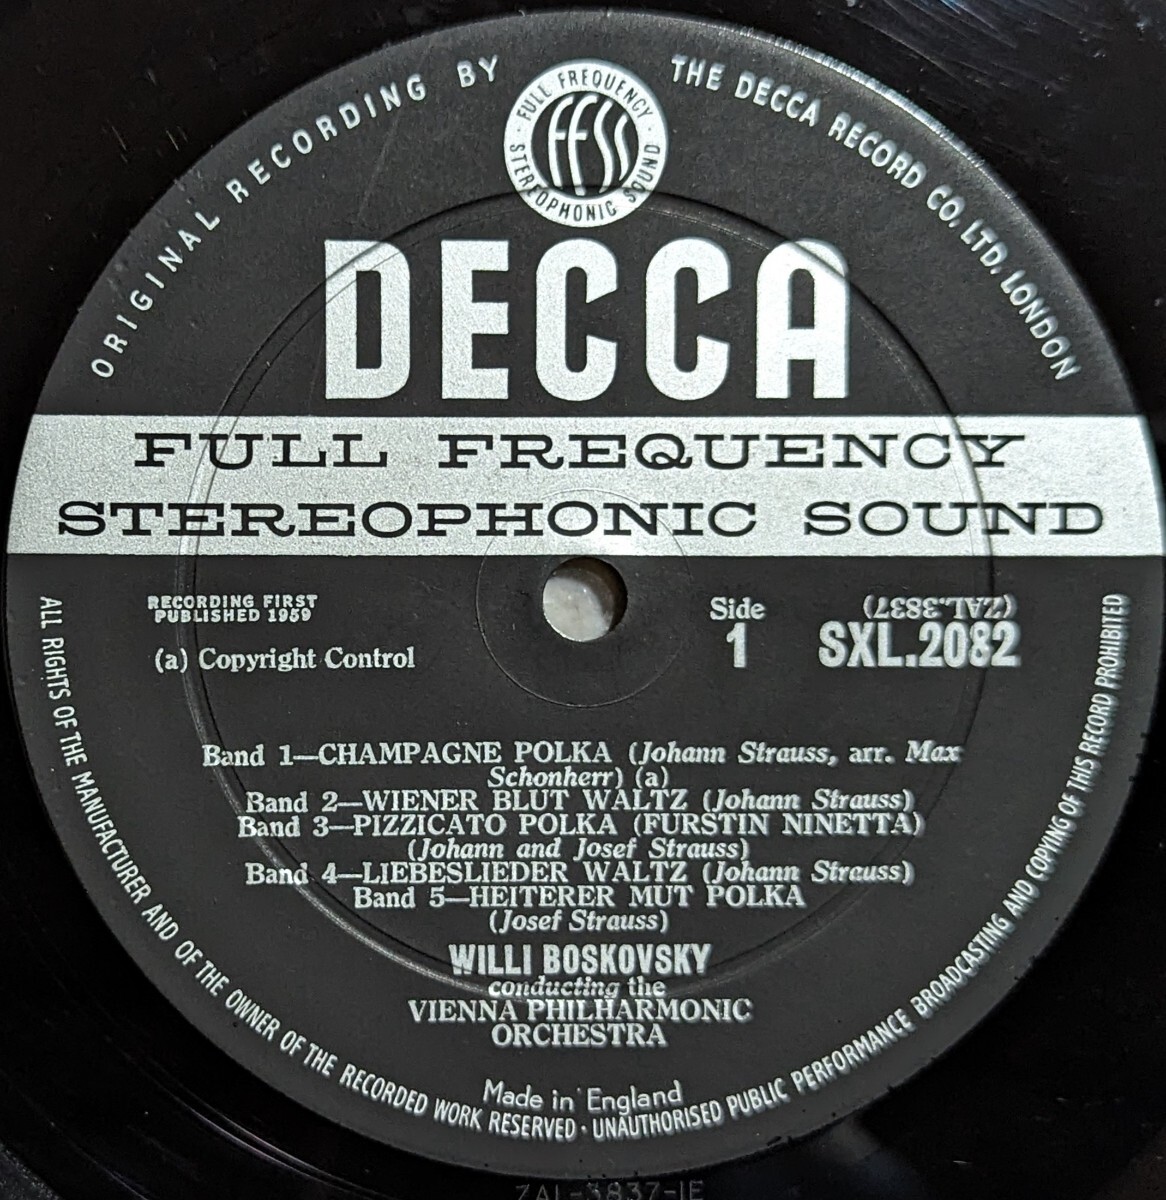 ORIGINAL RECORDING BY THE DECCA RECORD CO. LTD. LONDON
· FULL FREQUENCY ·
STEREOPHONIC SOUND
FFSS
DECCA
FULL FREQUENCY
STEREOPHONIC SOUND
RECORDING FIRST
PUBLISHED 1959
(a) Copyright Control
Side
1
(ZAL.3837)
SXL.2082
Band 1—CHAMPAGNE POLKA (Johann Strauss, arr. Max
Schonherr) (a)
Band 2—WIENER BLUT WALTZ (Johann Strauss)
Band 3—PIZZICATO POLKA (FURSTIN NINETTA)
(Johann and Josef Strauss)
Band 4—LIEBESLIEDER WALTZ (Johann Strauss)
Band 5—HEITERER MUT POLKA
(Josef Strauss)
WILLI BOSKOVSKY
conducting the
VIENNA PHILHARMONIC
ORCHESTRA
Made in England
ALL RIGHTS OF THE MANUFACTURER AND OF THE OWNER OF THE RECORDED WORK RESERVED · UNAUTHORISED PUBLIC PERFORMANCE BROADCASTING AND COPYING OF THIS RECORD PROHIBITED
ZAL-3837-1E